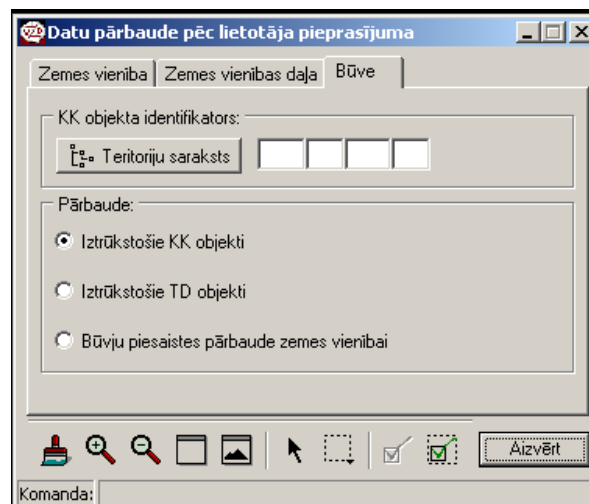 VZD Datu pārbaude pēc lietotāja pieprasījuma
Zemes vienība Zemes vienības daļa Būve
KK objekta identifikators:
Teritoriju saraksts
Pārbaude:
Iztrūkstošie KK objekti
Iztrūkstošie TD objekti
Būvju piesaistes pārbaude zemes vienībai
Aizvērt
Komanda: